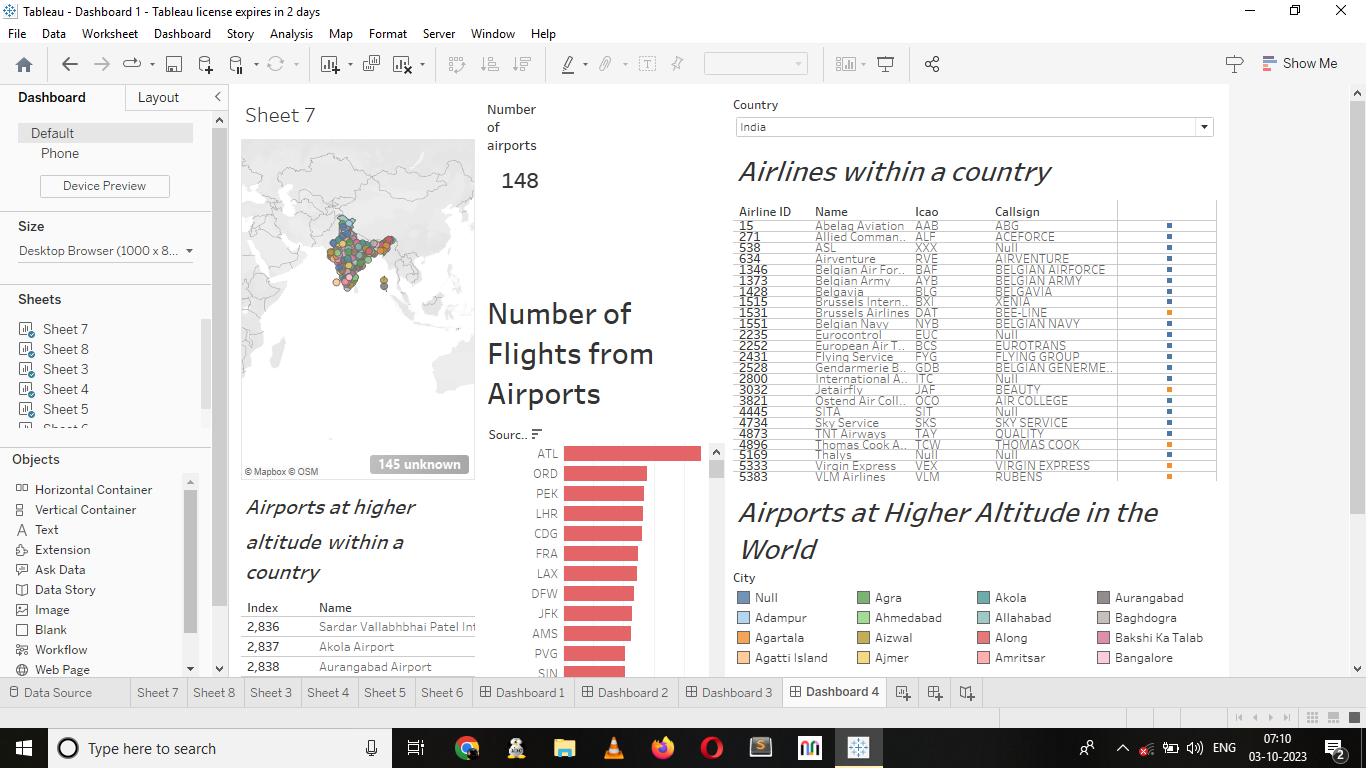 Tableau - Dashboard 1 - Tableau license expires in 2 days
File Data Worksheet Dashboard Story Analysis Map Format Server Window Help
Show Me
Dashboard Layout
Default
Phone
Device Preview
Size
Desktop Browser (1000 x 8...
Sheets
Sheet 7
Sheet 8
Sheet 3
Sheet 4
Sheet 5
Objects
Horizontal Container
Vertical Container
Text
Extension
Ask Data
Data Story
Image
Blank
Workflow
Web Page
Sheet 7
© Mapbox © OSM
145 unknown
Airports at higher
altitude within a
country
Index Name
2,836 Sardar Vallabhbhai Patel Int
2,837 Akola Airport
2,838 Aurangabad Airport
Number
of
airports
148
Number of
Flights from
Airports
Sourc..
ATL
ORD
PEK
LHR
CDG
FRA
LAX
DFW
JFK
AMS
PVG
SIN
Country
India
Airlines within a country
Airline ID Name Icao Callsign
15 Abelag Aviation AAB ABG
271 Allied Comman.. ALF ACEFORCE
538 ASL XXX Null
634 Airventure RVE AIRVENTURE
1346 Belgian Air For.. BAF BELGIAN AIRFORCE
1373 Belgian Army AYB BELGIAN ARMY
1428 Belgavia BLG BELGAVIA
1515 Brussels Intern.. BXI XENIA
1531 Brussels Airlines DAT BEE-LINE
1551 Belgian Navy NYB BELGIAN NAVY
2235 Eurocontrol EUC Null
2252 European Air T.. BCS EUROTRANS
2431 Flying Service FYG FLYING GROUP
2528 Gendarmerie B.. GDB BELGIAN GENERME..
2800 International A.. ITC Null
3032 Jetairfly JAF BEAUTY
3821 Ostend Air Coll.. OCO AIR COLLEGE
4445 SITA SIT Null
4734 Sky Service SKS SKY SERVICE
4873 TNT Airways TAY QUALITY
4896 Thomas Cook A.. TCW THOMAS COOK
5169 Thalys Null Null
5333 Virgin Express VEX VIRGIN EXPRESS
5383 VLM Airlines VLM RUBENS
Airports at Higher Altitude in the
World
City
Null Agra Akola Aurangabad
Adampur Ahmedabad Allahabad Baghdogra
Agartala Aizwal Along Bakshi Ka Talab
Agatti Island Ajmer Amritsar Bangalore
Data Source Sheet 7 Sheet 8 Sheet 3 Sheet 4 Sheet 5 Sheet 6 Dashboard 1 Dashboard 2 Dashboard 3 Dashboard 4
Type here to search
ENG
07:10
03-10-2023
2